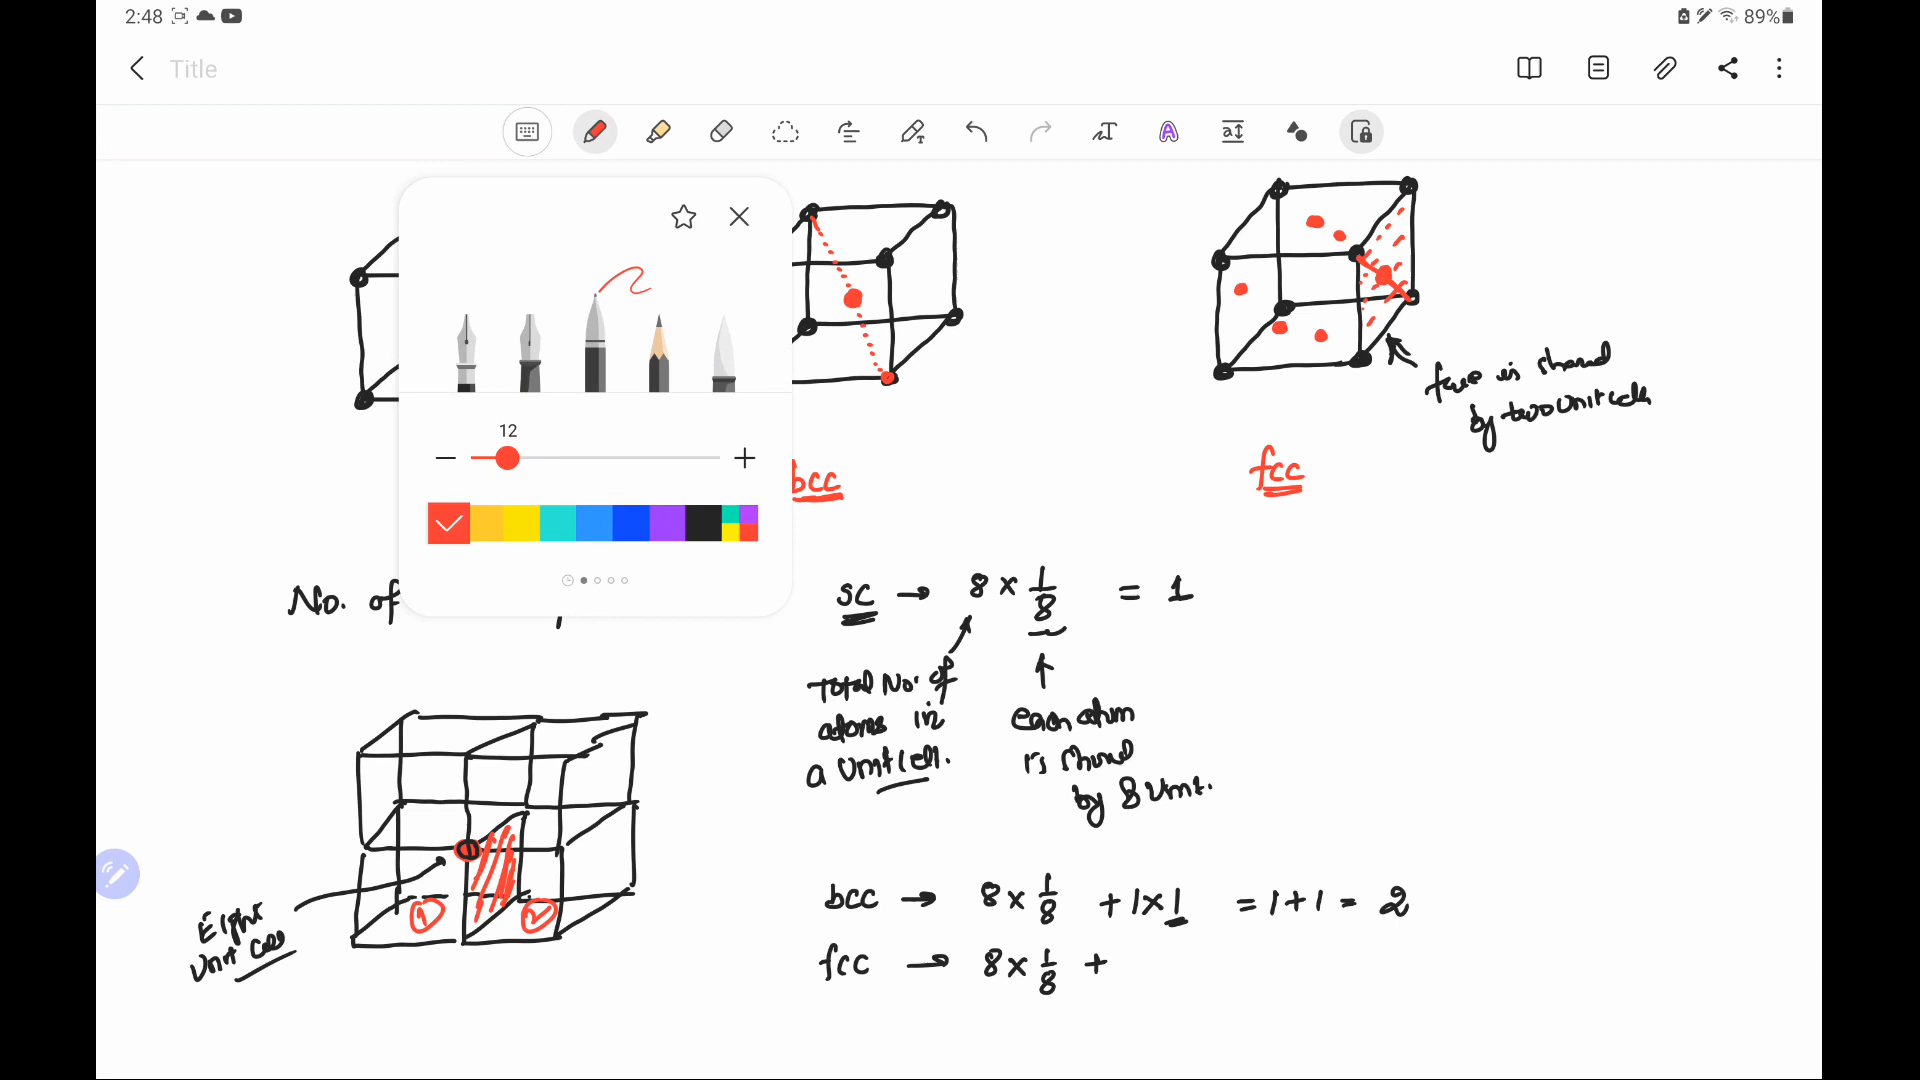 2:48
89%
Title
12
face is shared
by two unit cells
bcc
fcc
No. of
sc → 8 × 1/8 = 1
Total No. of
atoms in
a Unit cell.
each atom
is shared
by 8 Unit.
Eight
Unit Cells
1
2
bcc → 8 × 1/8 + 1 × 1 = 1 + 1 = 2
fcc → 8 × 1/8 +